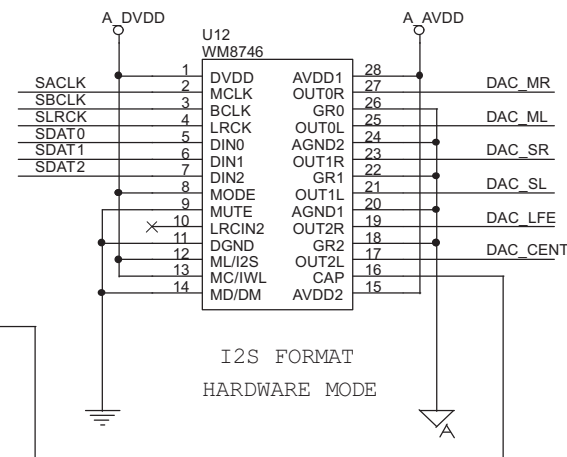 A_DVDD A_AVDD
U12
WM8746
1 DVDD AVDD1 28
SACLK 2 MCLK OUT0R 27 DAC_MR
SBCLK 3 BCLK GR0 26
SLRCK 4 LRCK OUT0L 25 DAC_ML
SDAT0 5 DIN0 AGND2 24
SDAT1 6 DIN1 OUT1R 23 DAC_SR
SDAT2 7 DIN2 GR1 22
8 MODE OUT1L 21 DAC_SL
9 MUTE AGND1 20
10 LRCIN2 OUT2R 19 DAC_LFE
11 DGND GR2 18
12 ML/I2S OUT2L 17 DAC_CENT
13 MC/IWL CAP 16
14 MD/DM AVDD2 15
I2S FORMAT
HARDWARE MODE
A